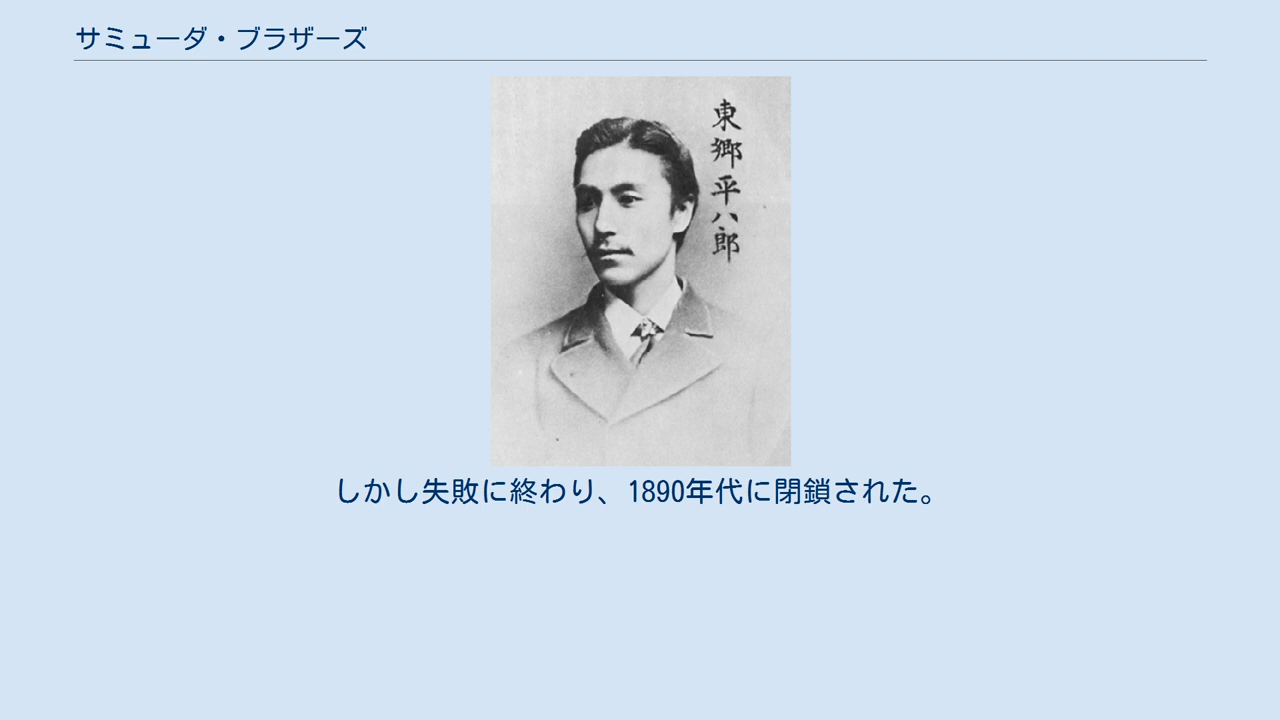 サミューダ・ブラザーズ
東郷平八郎
しかし失敗に終わり、1890年代に閉鎖された。